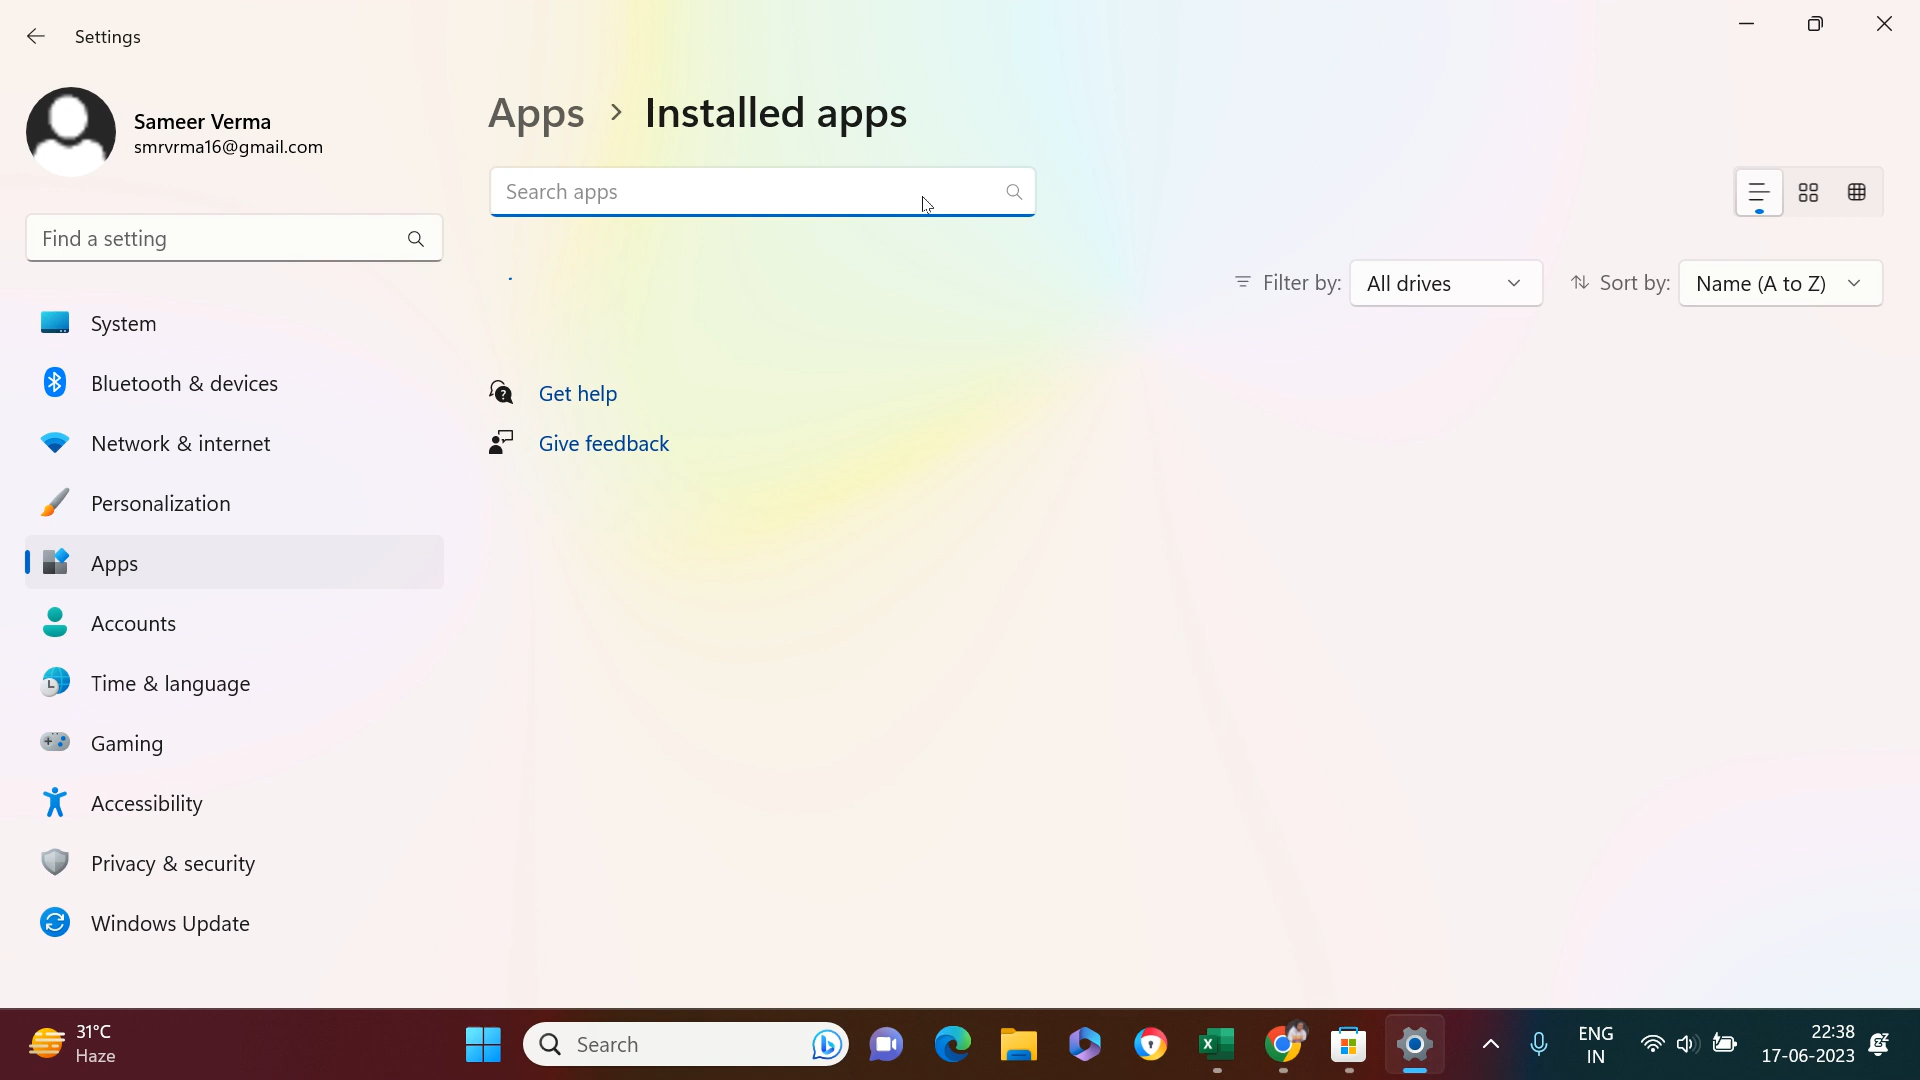 Settings
Sameer Verma
smrvrma16@gmail.com
Find a setting
System
Bluetooth & devices
Network & internet
Personalization
Apps
Accounts
Time & language
Gaming
Accessibility
Privacy & security
Windows Update
Apps > Installed apps
Search apps
Filter by: All drives
Sort by: Name (A to Z)
Get help
Give feedback
31°C
Haze
Search
ENG
IN
22:38
17-06-2023